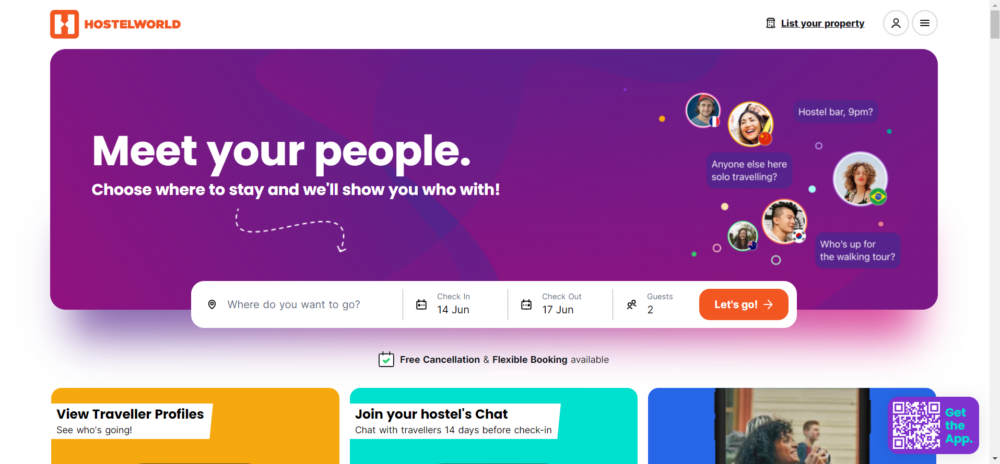 HOSTELWORLD
List your property
Meet your people.
Choose where to stay and we'll show you who with!
Hostel bar, 9pm?
Anyone else here
solo travelling?
Who's up for
the walking tour?
Where do you want to go?
Check In
14 Jun
Check Out
17 Jun
Guests
2
Let's go!
Free Cancellation & Flexible Booking available
View Traveller Profiles
See who's going!
Join your hostel's Chat
Chat with travellers 14 days before check-in
Get
the
App.